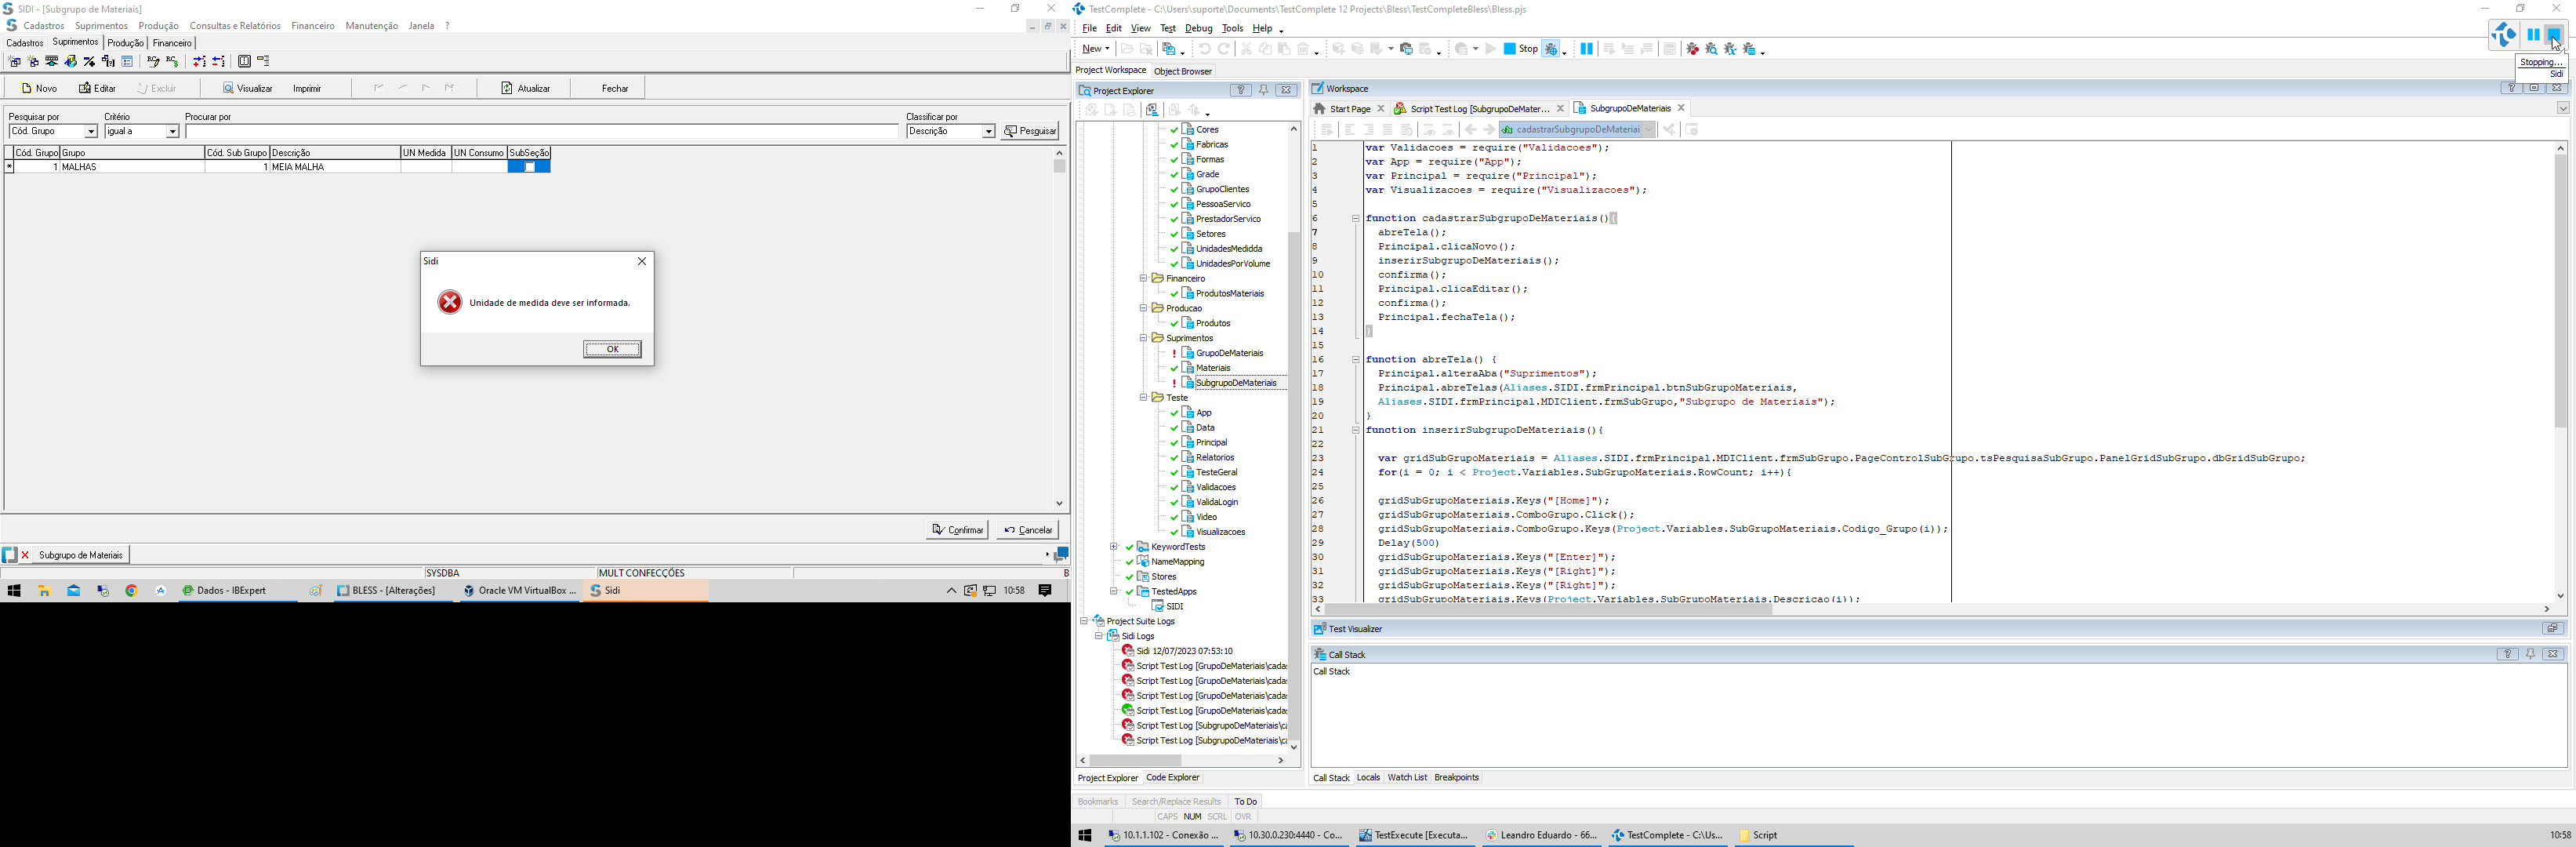 SIDI - [Subgrupo de Materiais]
Cadastros Suprimentos Produção Consultas e Relatórios Financeiro Manutenção Janela ?
Cadastros Suprimentos Produção Financeiro
Novo Editar Excluir Visualizar Imprimir Atualizar Fechar
Pesquisar por Critério Procurar por Classificar por
Cód. Grupo igual a Descrição Pesquisar
Cód. Grupo Grupo Cód. Sub Grupo Descrição UN Medida UN Consumo SubSeção
1 MALHAS 1 MEIA MALHA
Sidi
Unidade de medida deve ser informada.
OK
Confirmar Cancelar
Subgrupo de Materiais
SYSDBA MULT CONFECÇÕES B
Dados - IBExpert BLESS - [Alterações] Oracle VM VirtualBox ... Sidi 10:58
TestComplete - C:\Users\suporte\Documents\TestComplete 12 Projects\Bless\TestCompleteBless\Bless.pjs
File Edit View Test Debug Tools Help
New Stop
Stopping...
Sidi
Project Workspace Object Browser
Project Explorer
Cores
Fabricas
Formas
Grade
GrupoClientes
PessoaServico
PrestadorServico
Setores
UnidadesMedidda
UnidadesPorVolume
Financeiro
ProdutosMateriais
Producao
Produtos
Suprimentos
GrupoDeMateriais
Materiais
SubgrupoDeMateriais
Teste
App
Data
Principal
Relatorios
TesteGeral
Validacoes
ValidaLogin
Video
Visualizacoes
KeywordTests
NameMapping
Stores
TestedApps
SIDI
Project Suite Logs
Sidi Logs
Sidi 12/07/2023 07:53:10
Script Test Log [GrupoDeMateriais\cada
Script Test Log [GrupoDeMateriais\cada
Script Test Log [GrupoDeMateriais\cada
Script Test Log [GrupoDeMateriais\cada
Script Test Log [SubgrupoDeMateriais\c
Script Test Log [SubgrupoDeMateriais\c
Project Explorer Code Explorer
Workspace
Start Page Script Test Log [SubgrupoDeMater... SubgrupoDeMateriais
cadastrarSubgrupoDeMateriai
1 var Validacoes = require("Validacoes");
2 var App = require("App");
3 var Principal = require("Principal");
4 var Visualizacoes = require("Visualizacoes");
5
6 function cadastrarSubgrupoDeMateriais(){
7 abreTela();
8 Principal.clicaNovo();
9 inserirSubgrupoDeMateriais();
10 confirma();
11 Principal.clicaEditar();
12 confirma();
13 Principal.fechaTela();
14 }
15
16 function abreTela() {
17 Principal.alteraAba("Suprimentos");
18 Principal.abreTelas(Aliases.SIDI.frmPrincipal.btnSubGrupoMateriais,
19 Aliases.SIDI.frmPrincipal.MDIClient.frmSubGrupo,"Subgrupo de Materiais");
20 }
21 function inserirSubgrupoDeMateriais(){
22
23 var gridSubGrupoMateriais = Aliases.SIDI.frmPrincipal.MDIClient.frmSubGrupo.PageControlSubGrupo.tsPesquisaSubGrupo.PanelGridSubGrupo.dbGridSubGrupo;
24 for(i = 0; i < Project.Variables.SubGrupoMateriais.RowCount; i++){
25
26 gridSubGrupoMateriais.Keys("[Home]");
27 gridSubGrupoMateriais.ComboGrupo.Click();
28 gridSubGrupoMateriais.ComboGrupo.Keys(Project.Variables.SubGrupoMateriais.Codigo_Grupo(i));
29 Delay(500)
30 gridSubGrupoMateriais.Keys("[Enter]");
31 gridSubGrupoMateriais.Keys("[Right]");
32 gridSubGrupoMateriais.Keys("[Right]");
33 gridSubGrupoMateriais.Keys(Project.Variables.SubGrupoMateriais.Descricao(i));
Test Visualizer
Call Stack
Call Stack
Call Stack Locals Watch List Breakpoints
Bookmarks Search/Replace Results To Do
CAPS NUM SCRL OVR
10.1.1.102 - Conexão ... 10.30.0.230:4440 - Co... TestExecute [Executa... Leandro Eduardo - 66... TestComplete - C:\Us... Script 10:58